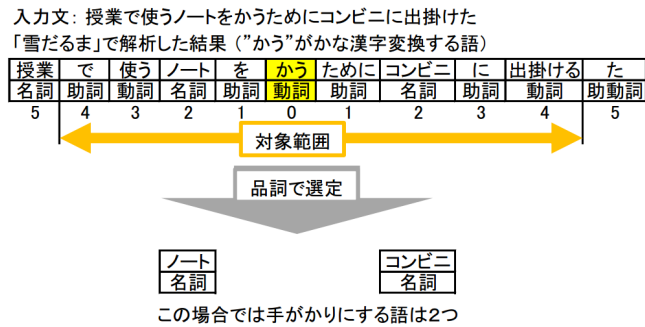 入力文: 授業で使うノートをかうためにコンビニに出掛けた
「雪だるま」で解析した結果 ("かう"がかな漢字変換する語)
授業 で 使う ノート を かう ために コンビニ に 出掛ける た
名詞 助詞 動詞 名詞 助詞 動詞 助詞 名詞 助詞 動詞 助動詞
5 4 3 2 1 0 1 2 3 4 5
対象範囲
品詞で選定
ノート コンビニ
名詞 名詞
この場合では手がかりにする語は2つ